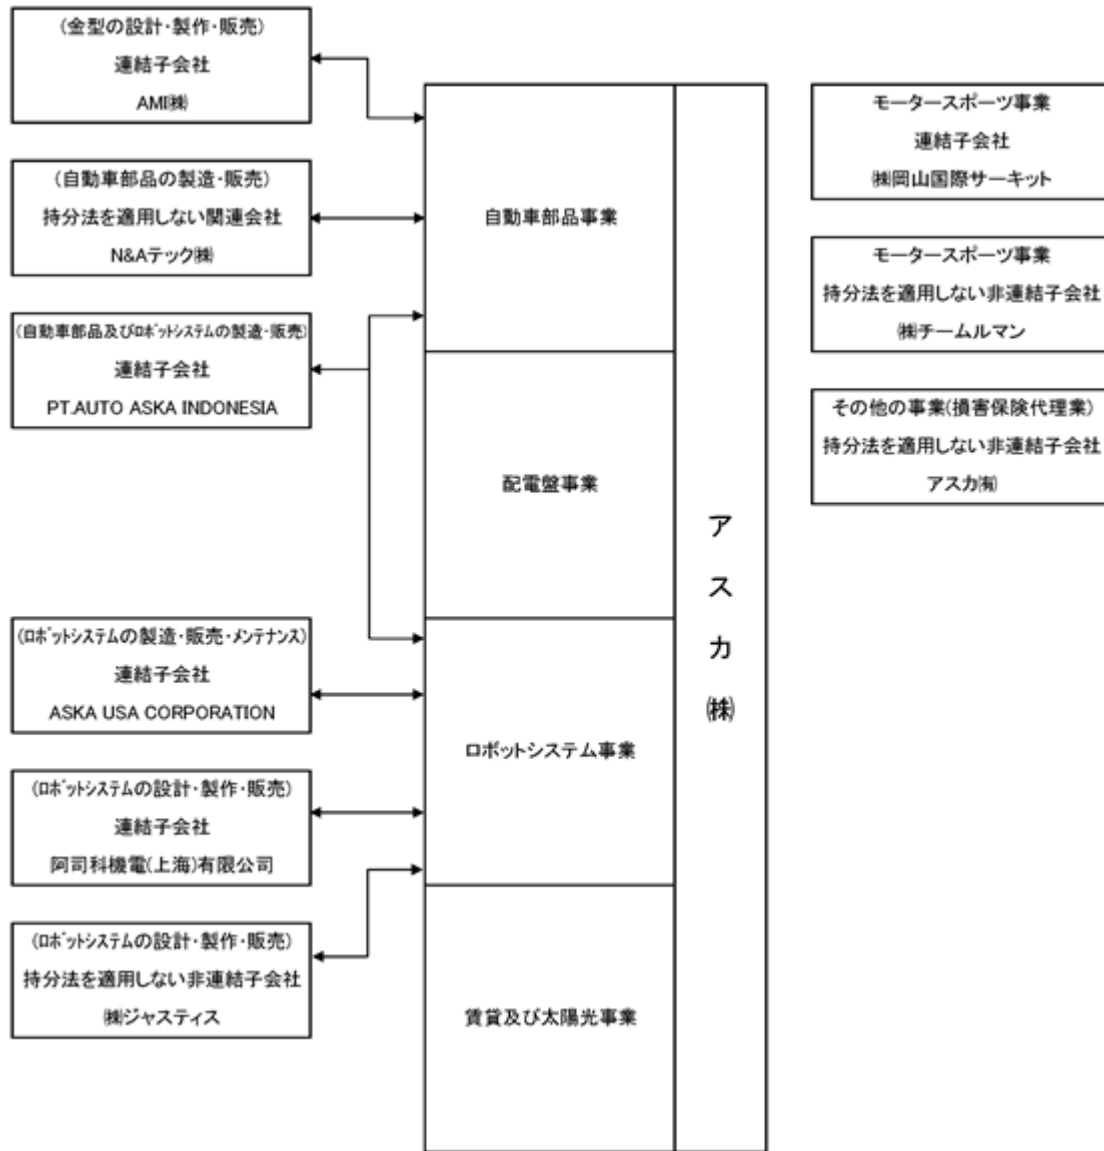 (金型の設計・製作・販売)
連結子会社
AMI㈱
(自動車部品の製造・販売)
持分法を適用しない関連会社
N&Aテック㈱
(自動車部品及びﾛﾎﾞｯﾄｼｽﾃﾑの製造・販売)
連結子会社
PT.AUTO ASKA INDONESIA
(ﾛﾎﾞｯﾄｼｽﾃﾑの製造・販売・ﾒﾝﾃﾅﾝｽ)
連結子会社
ASKA USA CORPORATION
(ﾛﾎﾞｯﾄｼｽﾃﾑの設計・製作・販売)
連結子会社
阿司科機電(上海)有限公司
(ﾛﾎﾞｯﾄｼｽﾃﾑの設計・製作・販売)
持分法を適用しない非連結子会社
㈱ジャスティス
自動車部品事業
配電盤事業
ロボットシステム事業
賃貸及び太陽光事業
アスカ㈱
モータースポーツ事業
連結子会社
㈱岡山国際サーキット
モータースポーツ事業
持分法を適用しない非連結子会社
㈱チームルマン
その他の事業(損害保険代理業)
持分法を適用しない非連結子会社
アスカ㈲